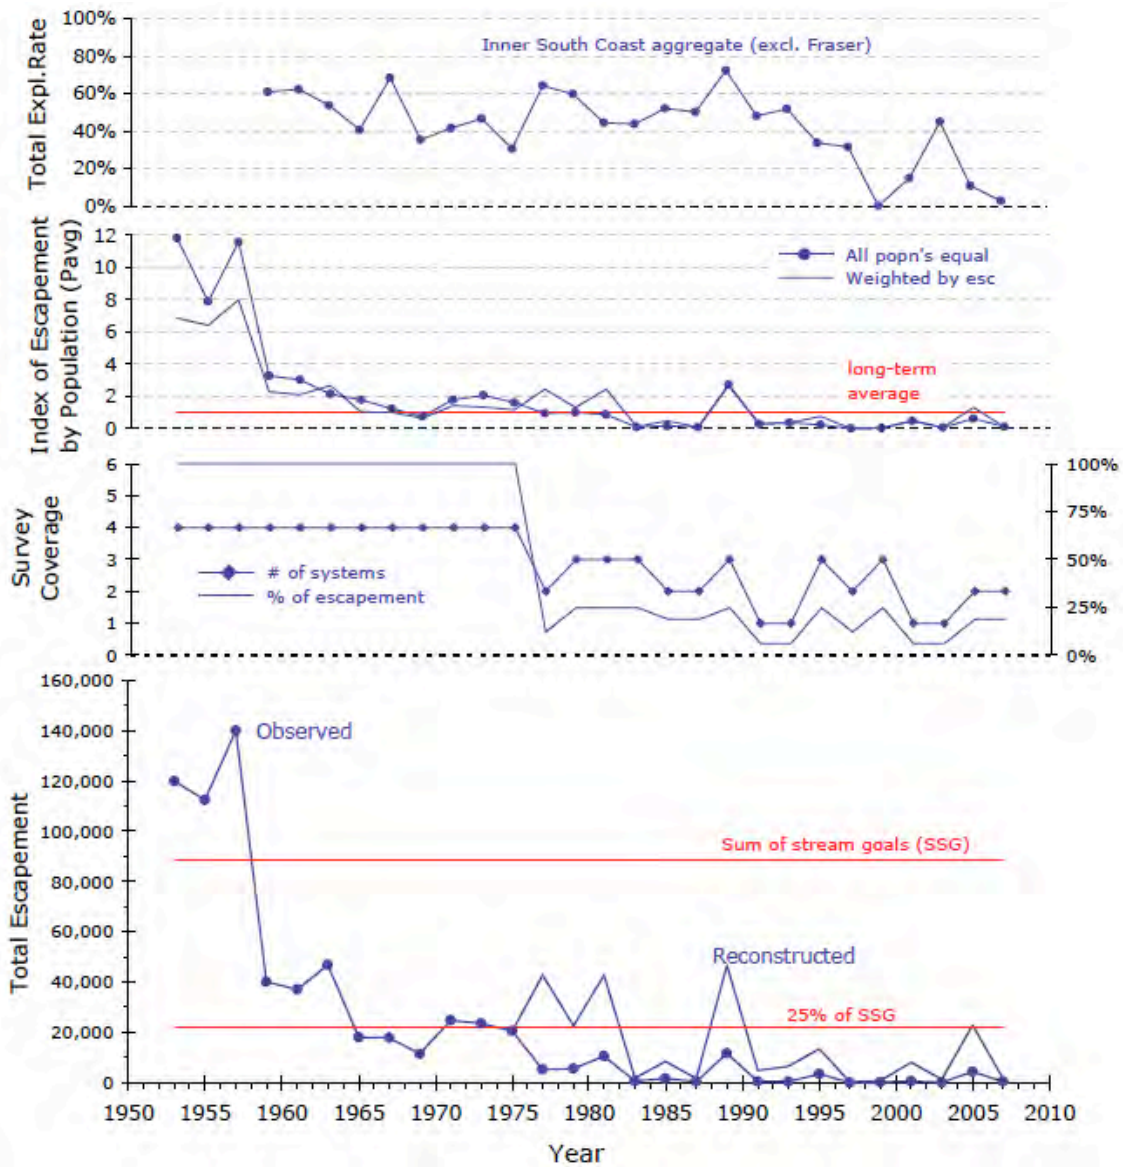 Total Expl.Rate
100%
80%
60%
40%
20%
0%
Inner South Coast aggregate (excl. Fraser)
Index of Escapement
by Population (Pavg)
12
10
8
6
4
2
0
All popn's equal
Weighted by esc
long-term
average
Survey
Coverage
6
5
4
3
2
1
0
# of systems
% of escapement
100%
50%
25%
0%
Total Escapement
160,000
140,000
120,000
100,000
80,000
60,000
40,000
20,000
0
Observed
Sum of stream goals (SSG)
Reconstructed
25% of SSG
1950 1955 1960 1965 1970 1975 1980 1985 1990 1995 2000 2005 2010
Year